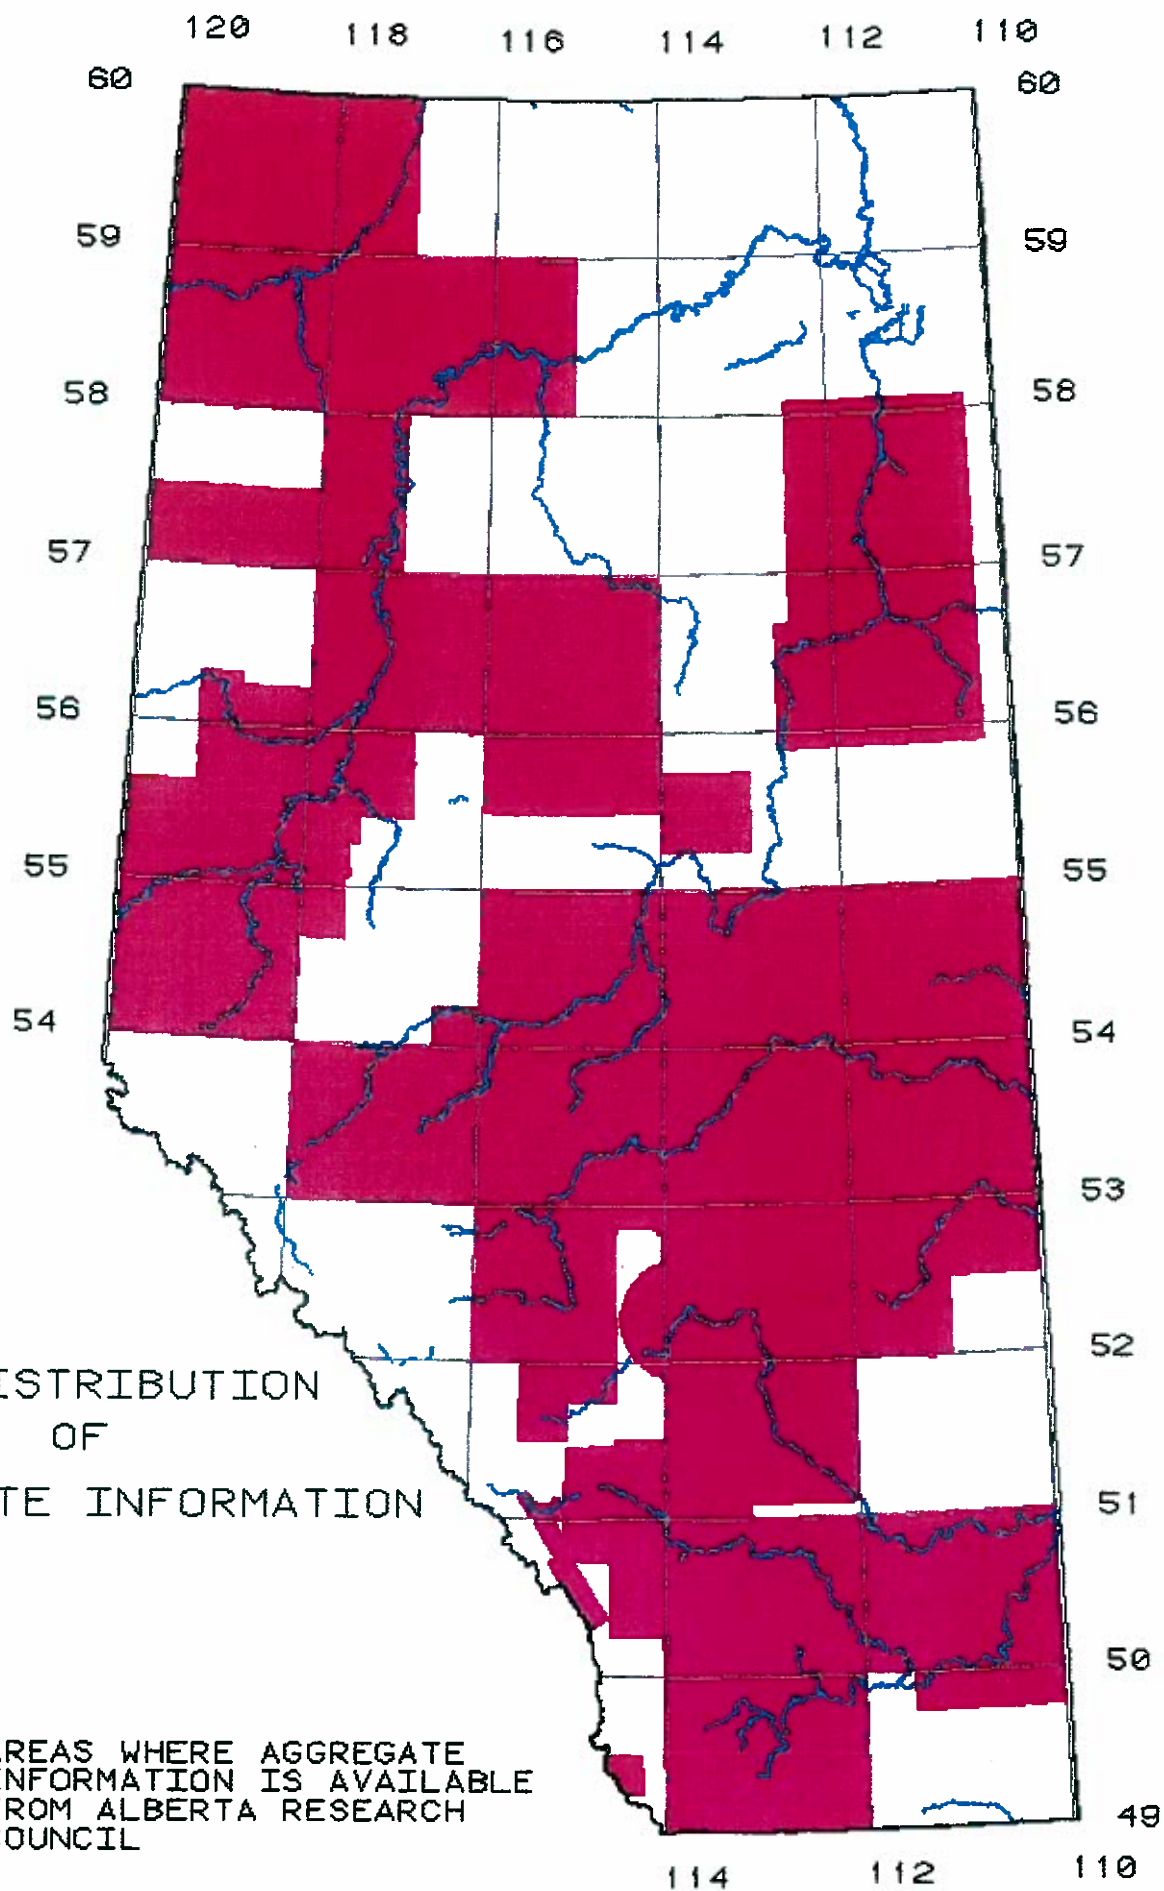 120 118 116 114 112 110
60 60
59 59
58 58
57 57
56 56
55 55
54 54
53
52
ISTRIBUTION
OF
TE INFORMATION
51
50
REAS WHERE AGGREGATE
NFORMATION IS AVAILABLE
ROM ALBERTA RESEARCH
OUNCIL
49
114 112 110